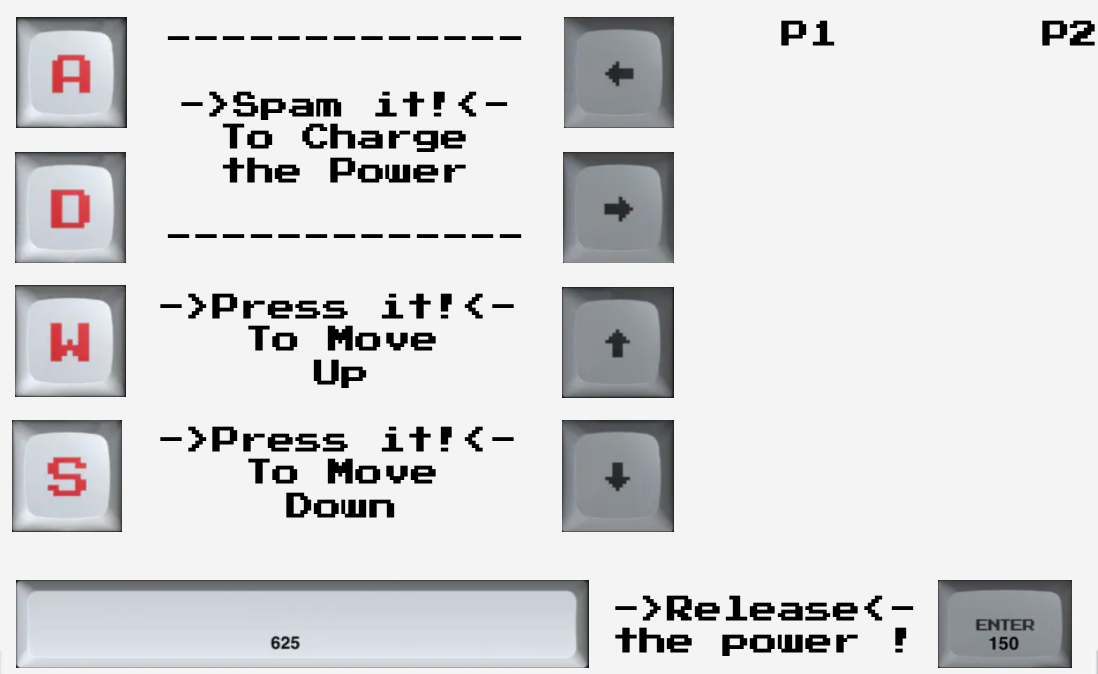 A
D
W
S
-------------
->Spam it!<-
To Charge
the Power
-------------
->Press it!<-
To Move
Up
->Press it!<-
To Move
Down
←
→
↑
↓
P1 P2
625
->Release<-
the power !
ENTER
150